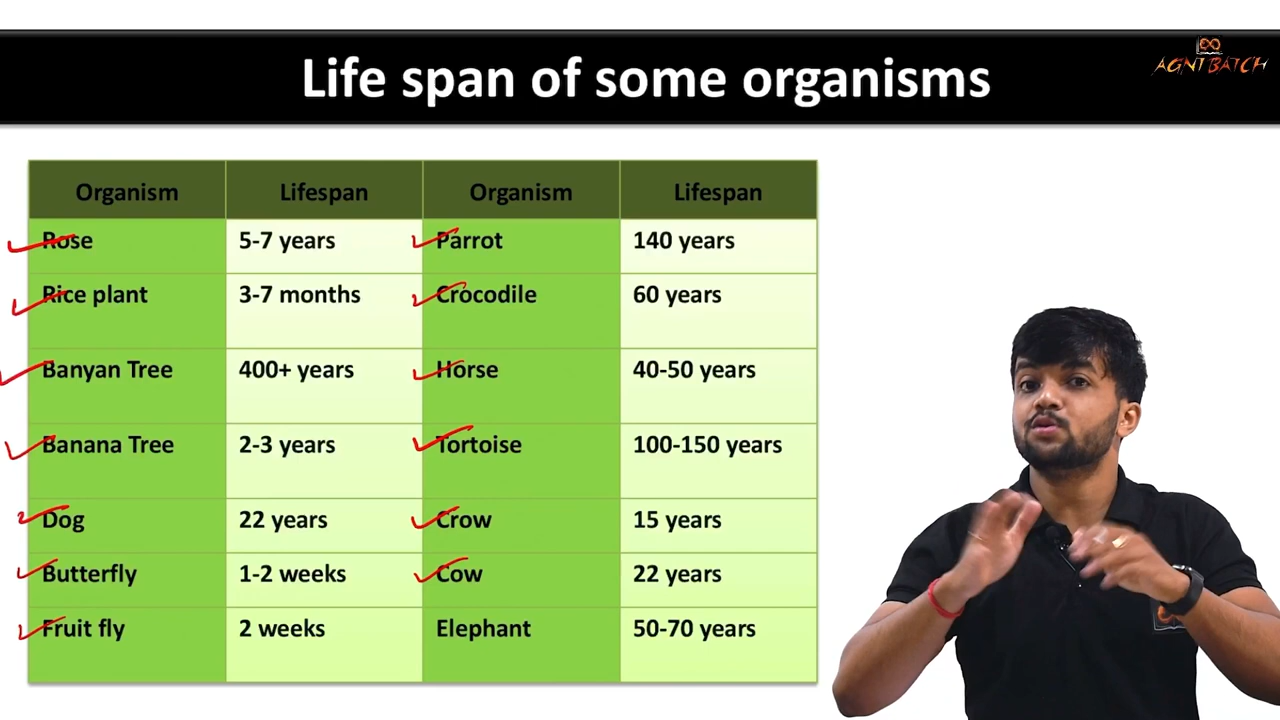 Life span of some organisms
AGNI BATCH
Organism Lifespan Organism Lifespan
Rose 5-7 years Parrot 140 years
Rice plant 3-7 months Crocodile 60 years
Banyan Tree 400+ years Horse 40-50 years
Banana Tree 2-3 years Tortoise 100-150 years
Dog 22 years Crow 15 years
Butterfly 1-2 weeks Cow 22 years
Fruit fly 2 weeks Elephant 50-70 years